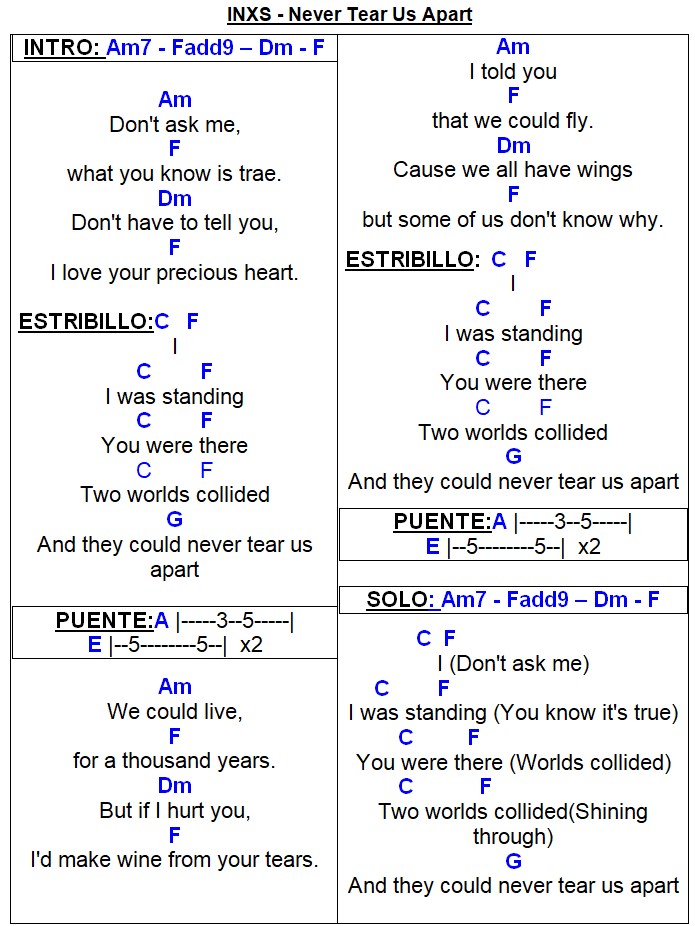 INXS - Never Tear Us Apart
INTRO: Am7 - Fadd9 – Dm - F
Am
Don't ask me,
F
what you know is trae.
Dm
Don't have to tell you,
F
I love your precious heart.
ESTRIBILLO:C F
I
C F
I was standing
C F
You were there
C F
Two worlds collided
G
And they could never tear us
apart
PUENTE:A |-----3--5-----|
E |--5--------5--| x2
Am
We could live,
F
for a thousand years.
Dm
But if I hurt you,
F
I'd make wine from your tears.
Am
I told you
F
that we could fly.
Dm
Cause we all have wings
F
but some of us don't know why.
ESTRIBILLO: C F
I
C F
I was standing
C F
You were there
C F
Two worlds collided
G
And they could never tear us apart
PUENTE:A |-----3--5-----|
E |--5--------5--| x2
SOLO: Am7 - Fadd9 – Dm - F
C F
I (Don't ask me)
C F
I was standing (You know it's true)
C F
You were there (Worlds collided)
C F
Two worlds collided(Shining
through)
G
And they could never tear us apart